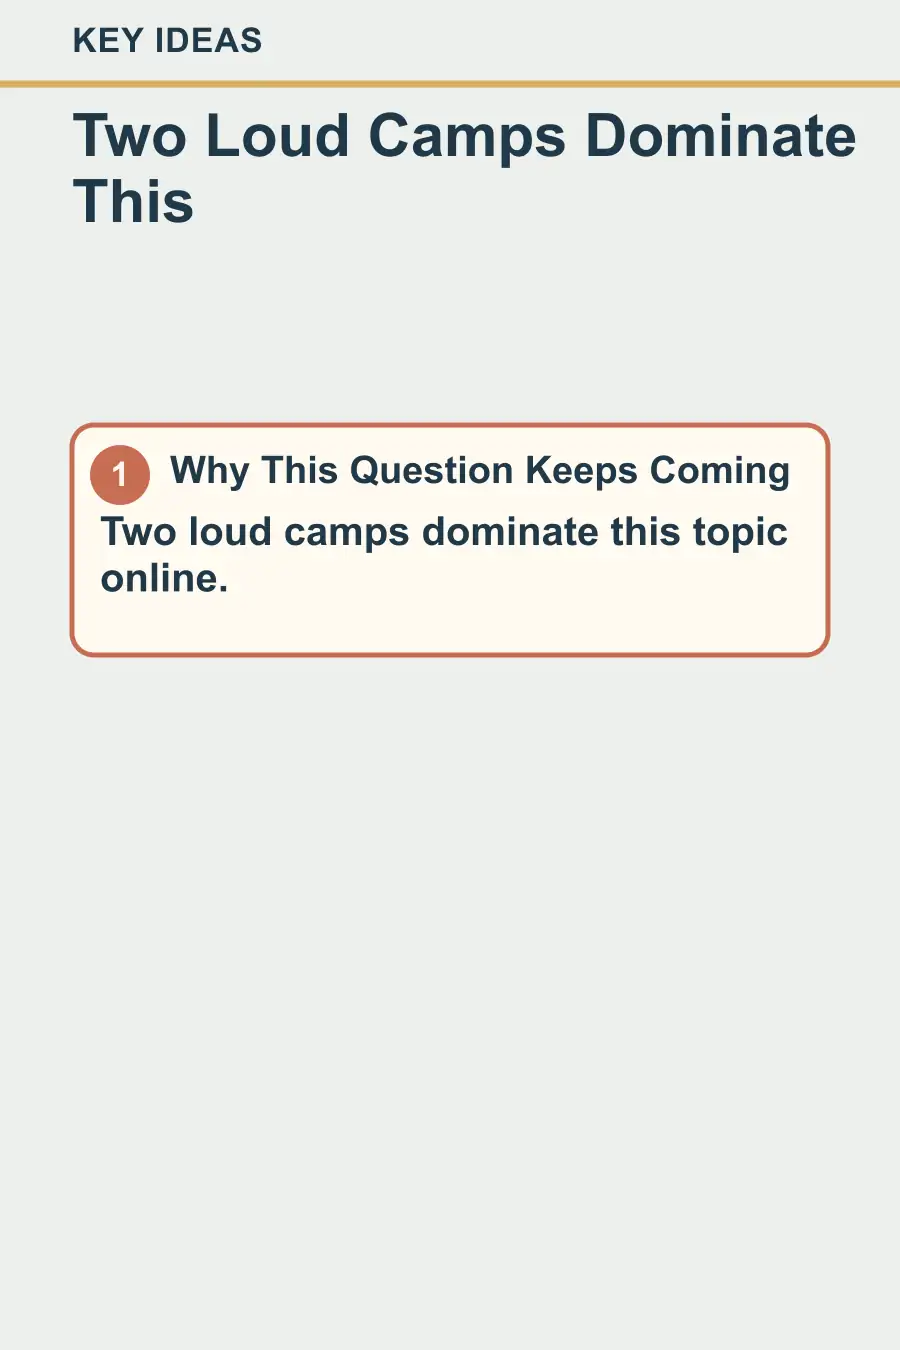 KEY IDEAS
Two Loud Camps Dominate
This
1 Why This Question Keeps Coming
Two loud camps dominate this topic
online.